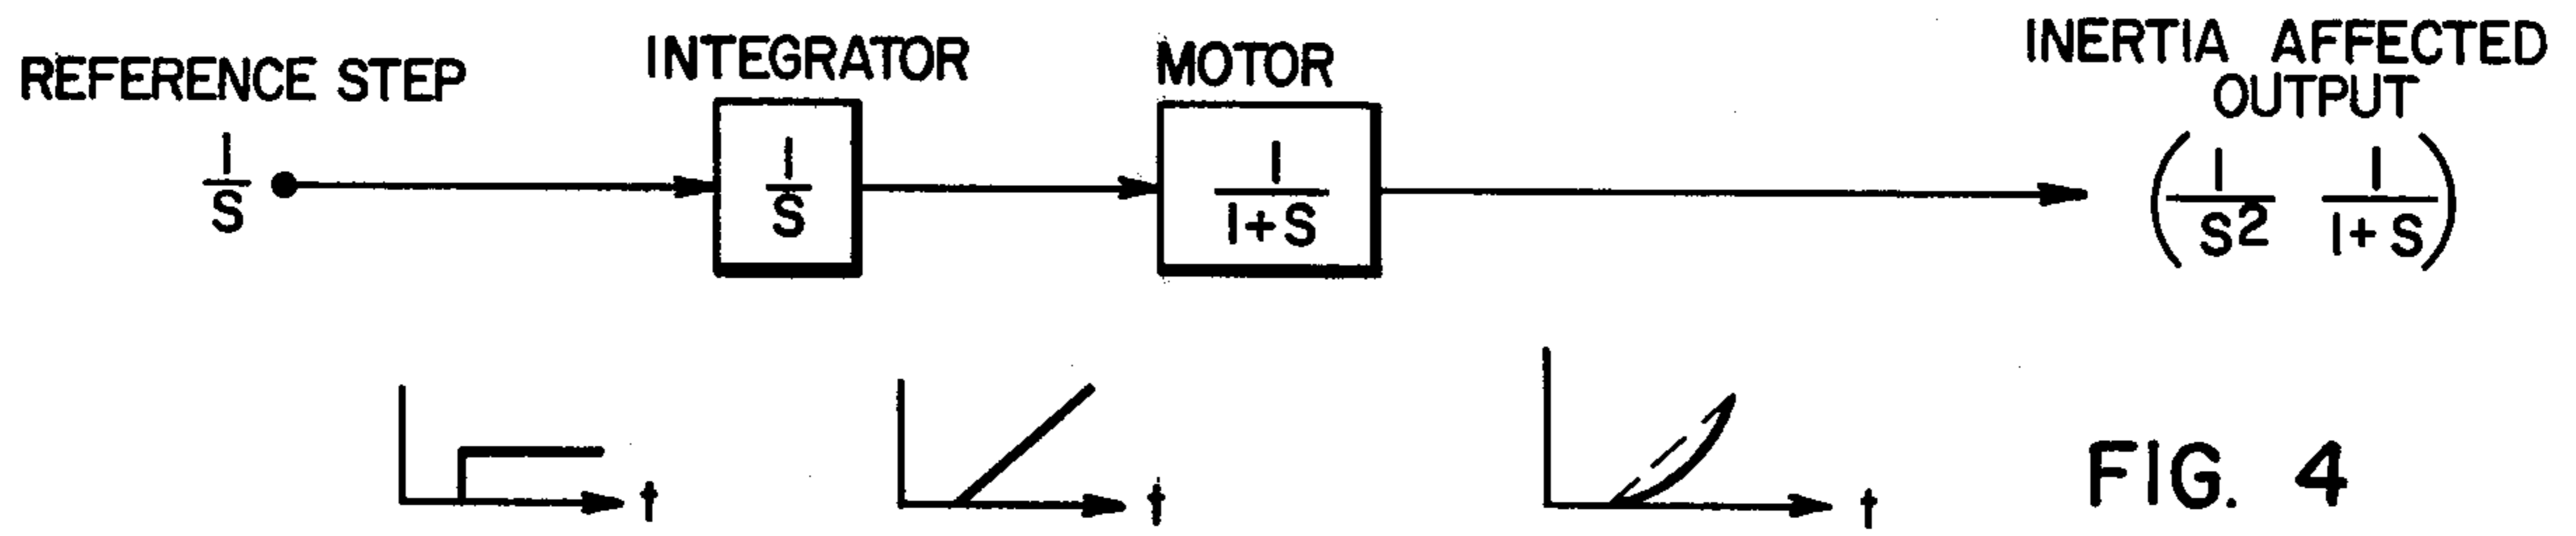 REFERENCE STEP
INTEGRATOR
MOTOR
INERTIA AFFECTED
OUTPUT
1/S
1/S
1/1+S
(1/S² 1/1+S)
t
t
t
FIG. 4